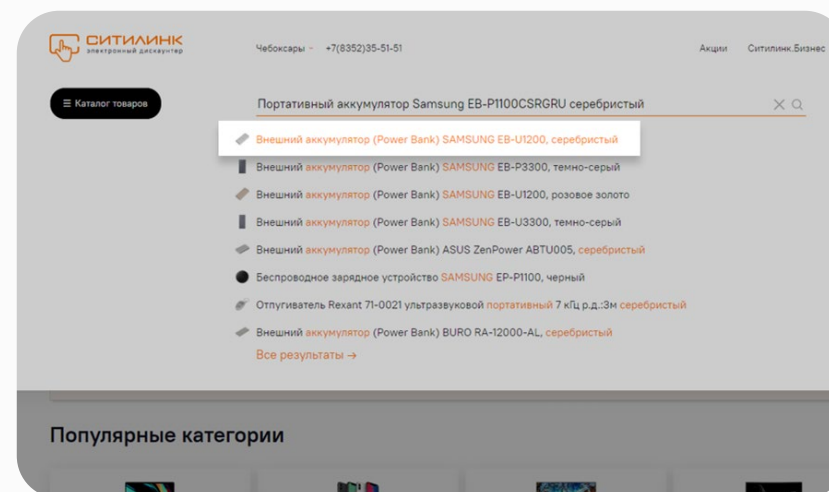 СИТИЛИНК
электронный дискаунтер
Чебоксары +7(8352)35-51-51 Акции Ситилинк.Бизнес
Каталог товаров
Портативный аккумулятор Samsung EB-P1100CSRGRU серебристый
Внешний аккумулятор (Power Bank) SAMSUNG EB-U1200, серебристый
Внешний аккумулятор (Power Bank) SAMSUNG EB-P3300, темно-серый
Внешний аккумулятор (Power Bank) SAMSUNG EB-U1200, розовое золото
Внешний аккумулятор (Power Bank) SAMSUNG EB-U3300, темно-серый
Внешний аккумулятор (Power Bank) ASUS ZenPower ABTU005, серебристый
Беспроводное зарядное устройство SAMSUNG EP-P1100, черный
Отпугиватель Rexant 71-0021 ультразвуковой портативный 7 кГц р.д.:3м серебристый
Внешний аккумулятор (Power Bank) BURO RA-12000-AL, серебристый
Все результаты →
Популярные категории